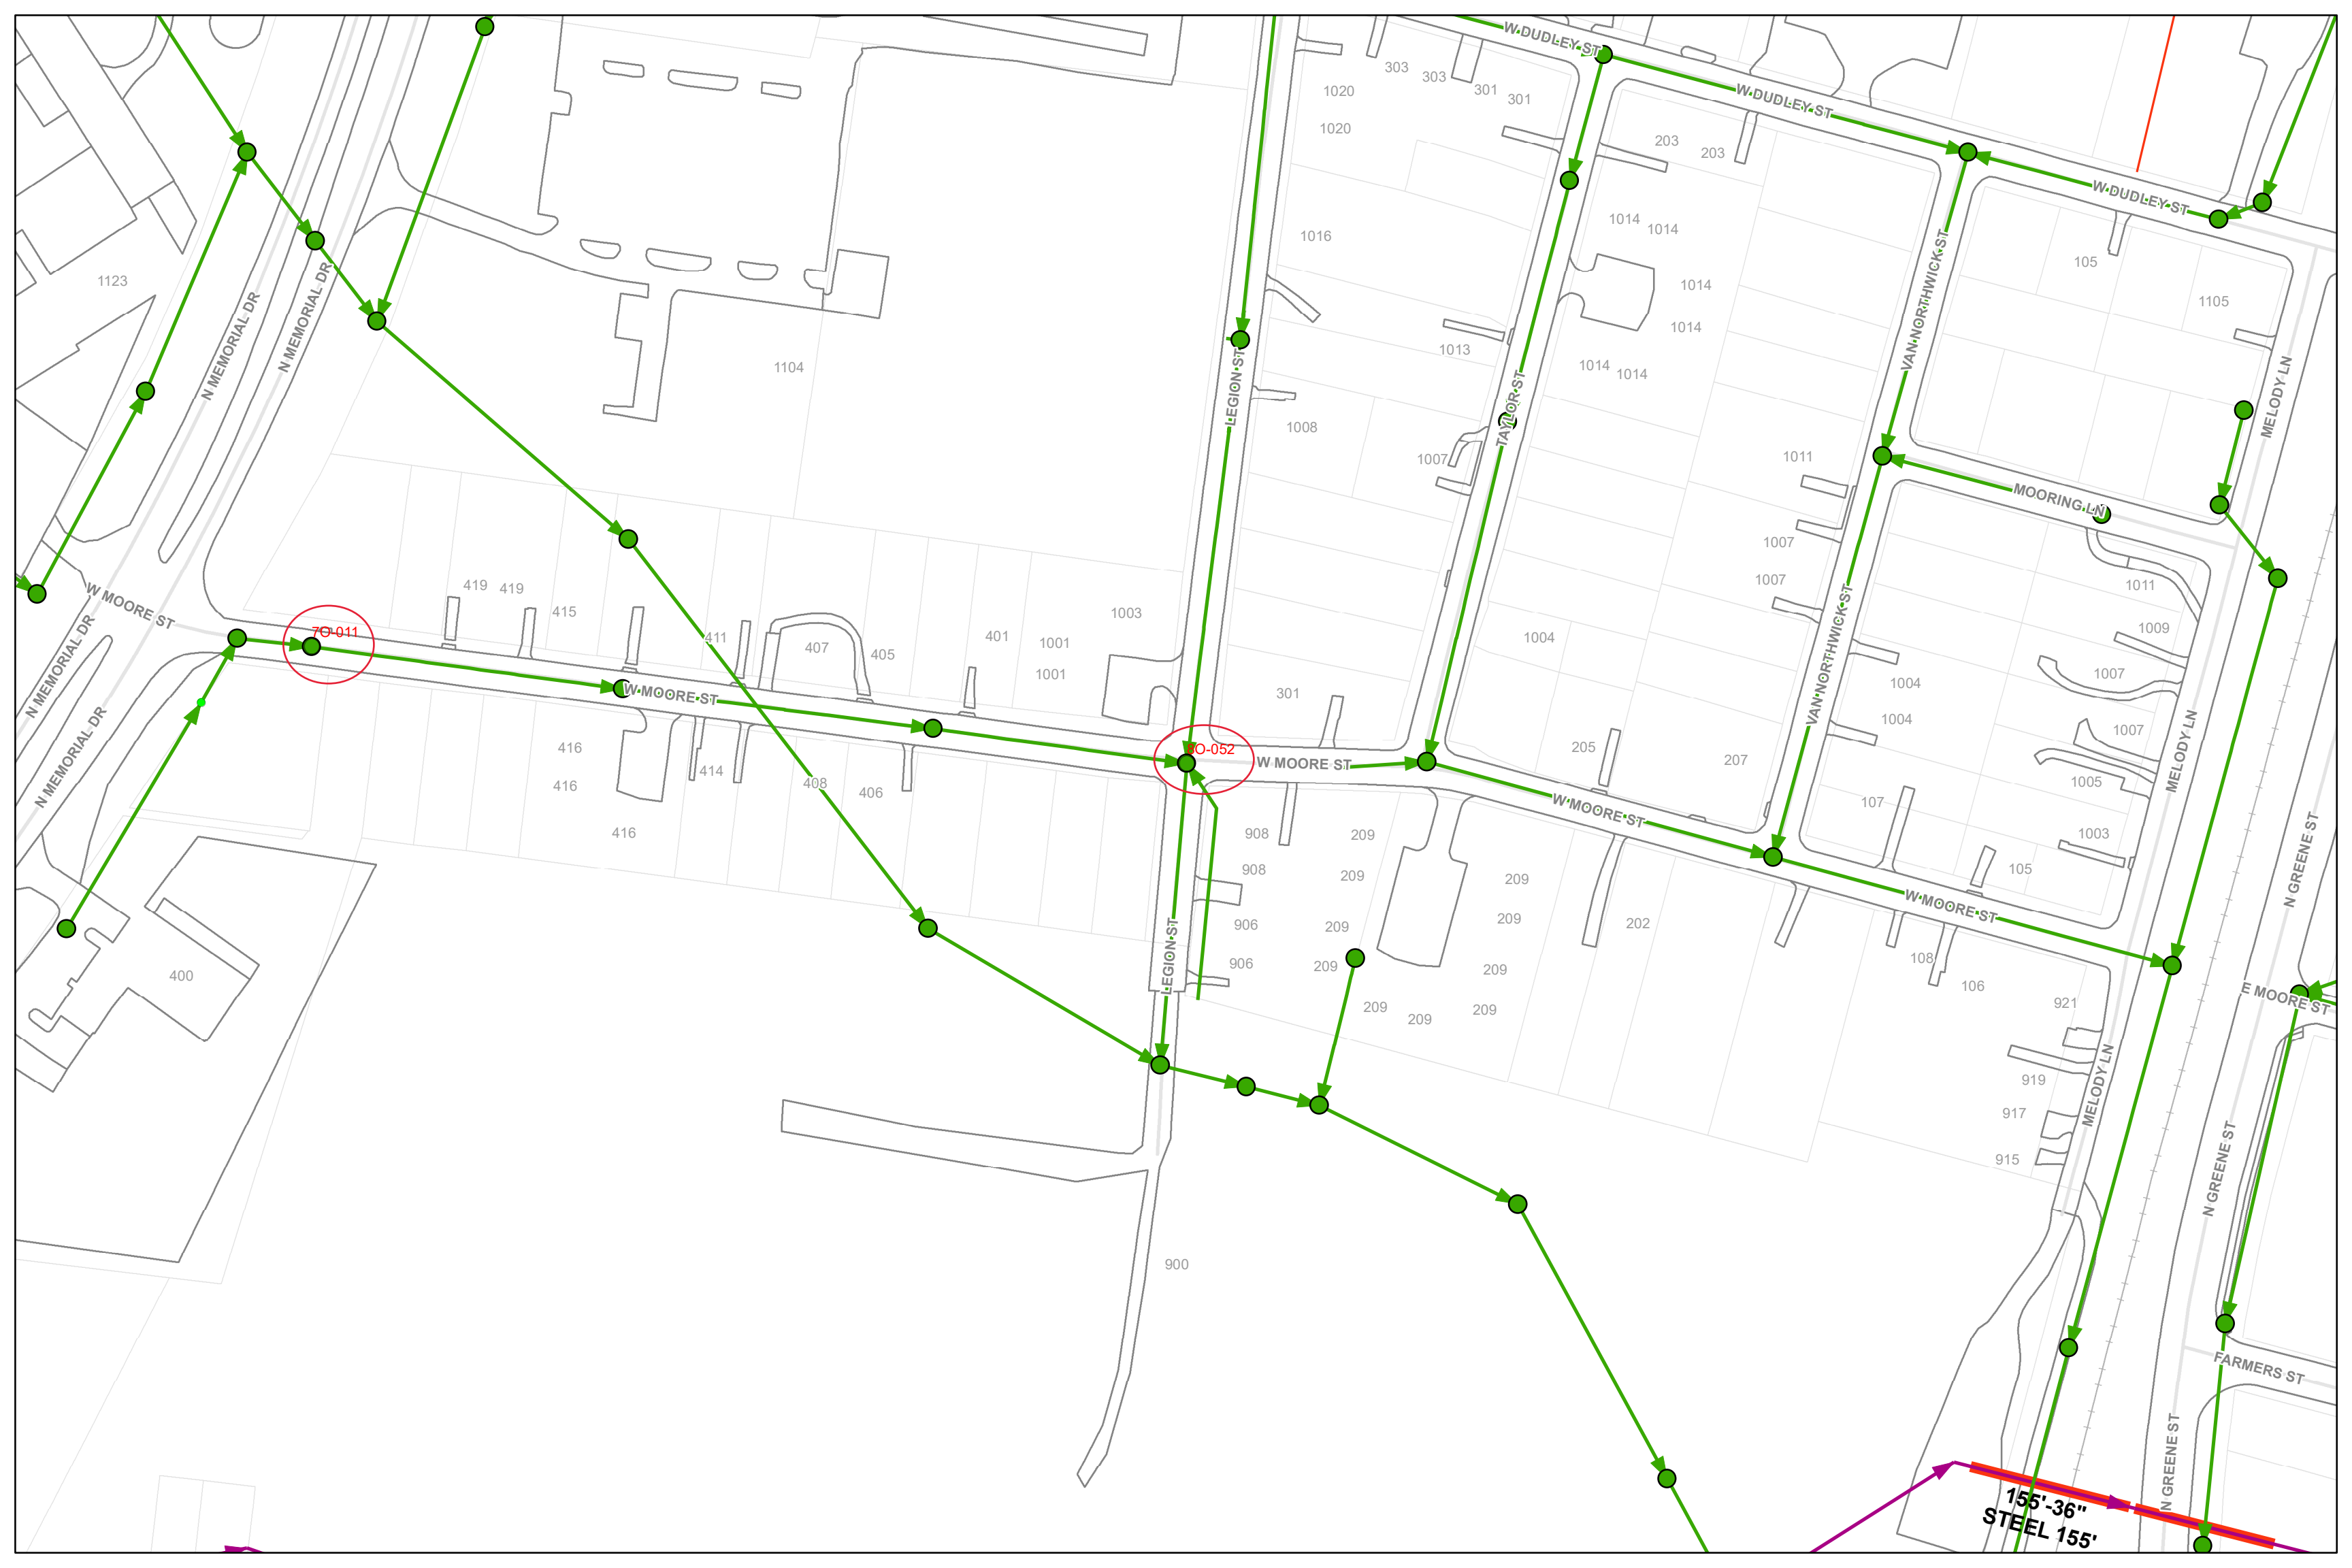 W DUDLEY ST
303
303
301
301
1020
1020
W DUDLEY ST
203
203
W DUDLEY ST
1014
1014
1016
105
1123
1014
1105
N MEMORIAL DR
N MEMORIAL DR
1014
1013
1104
1014
1014
LEGION ST
TAYLOR ST
VAN NORTHWICK ST
MELODY LN
1008
1007
1011
MOORING LN
1007
1007
419
419
415
W MOORE ST
1011
7O-011
411
407
405
401
1001
1003
1001
1004
1009
1007
1004
1004
1007
N MEMORIAL DR
N MEMORIAL DR
W MOORE ST
301
8O-052
W MOORE ST
205
207
VAN NORTHWICK ST
MELODY LN
416
416
414
408
406
416
W MOORE ST
107
1005
1003
908
209
908
209
209
105
W MOORE ST
N GREENE ST
906
209
209
202
906
209
209
108
106
400
LEGION ST
209
209
209
921
E MOORE ST
919
917
915
MELODY LN
N GREENE ST
900
FARMERS ST
N GREENE ST
155'-36"
STEEL 155'